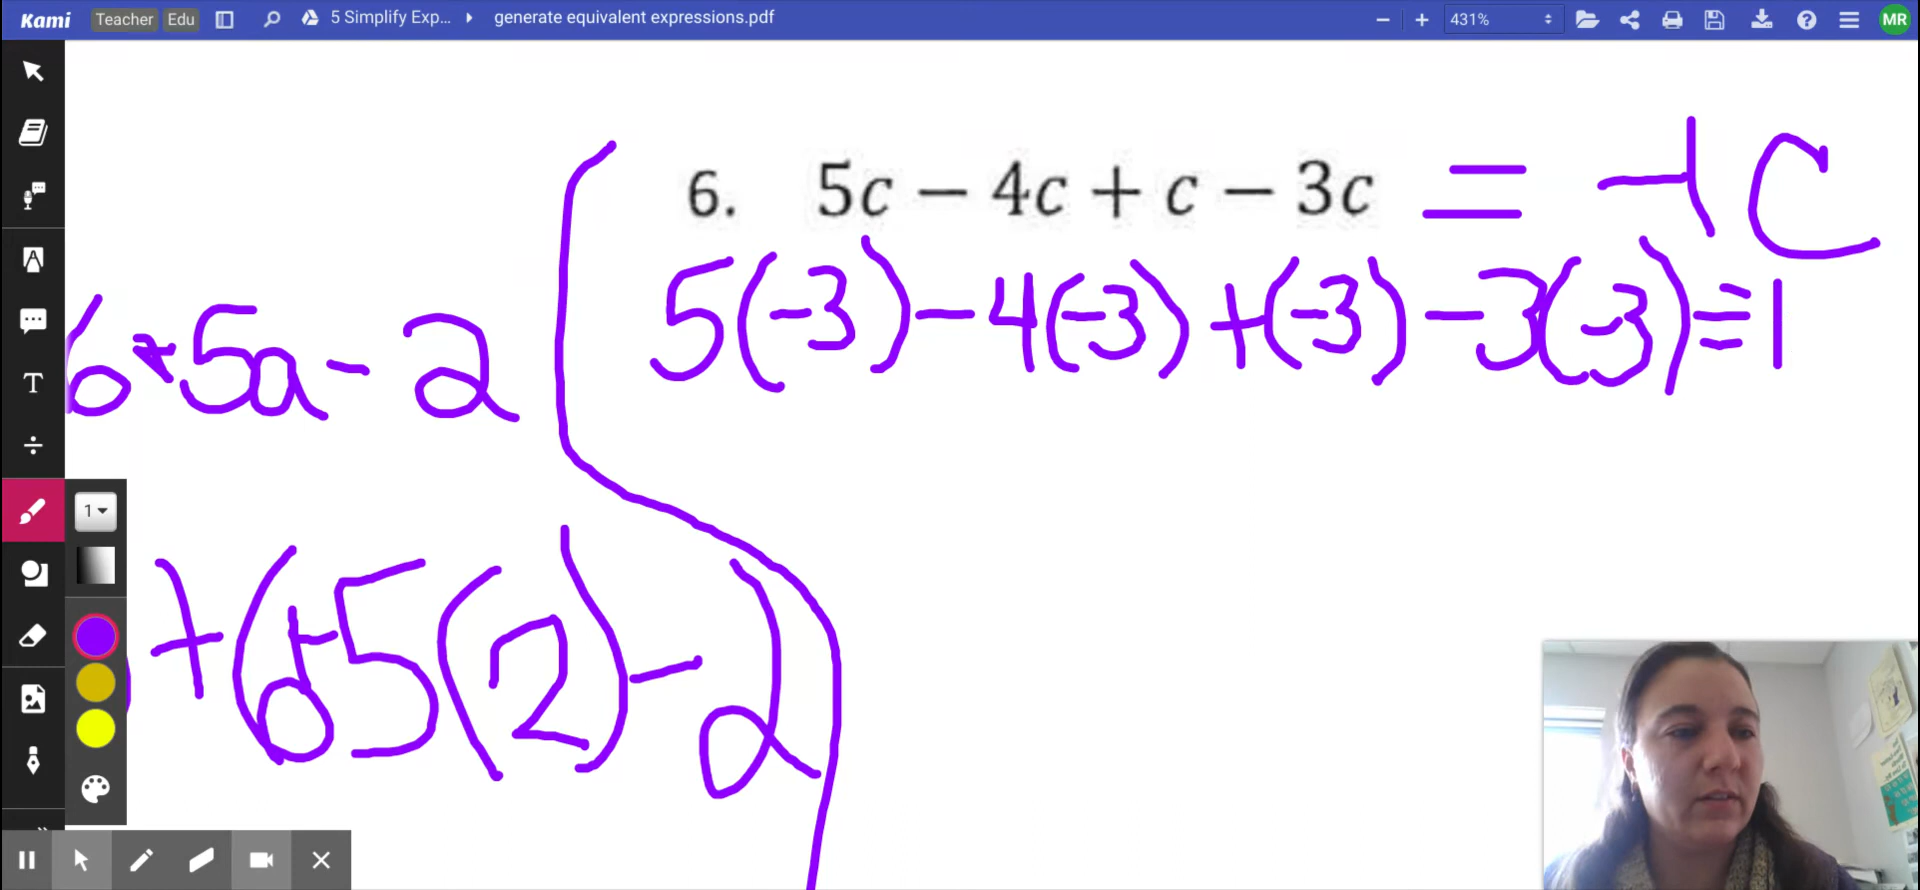 Kami Teacher Edu 5 Simplify Exp... generate equivalent expressions.pdf 431% MR
6. 5c − 4c + c − 3c = -1C
5(-3)-4(-3)+(-3)-3(-3)=1
6+5a-2
+(6+5(2)-2)
1
T